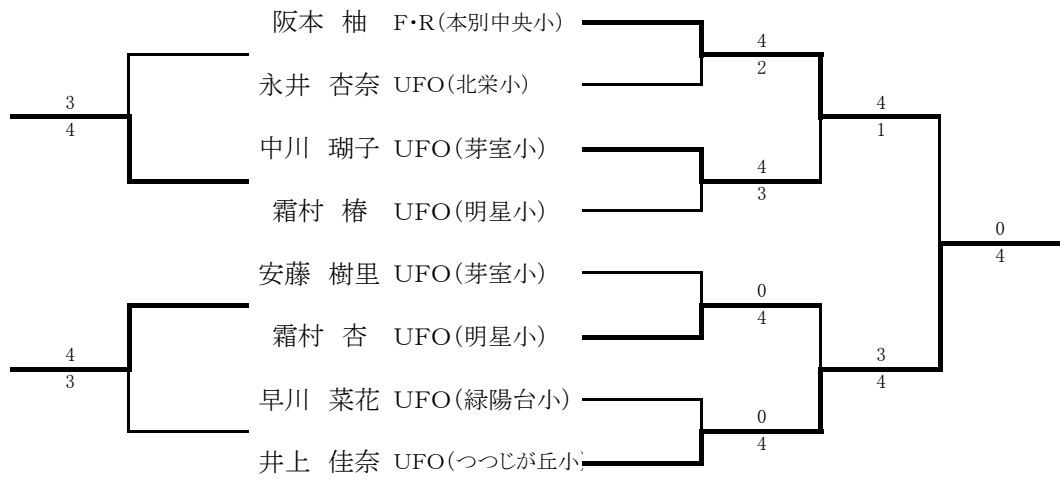 阪本 柚 F・R(本別中央小)
4
2
永井 杏奈 UFO(北栄小)
3
4
4
1
中川 瑚子 UFO(芽室小)
4
3
霜村 椿 UFO(明星小)
0
4
安藤 樹里 UFO(芽室小)
0
4
霜村 杏 UFO(明星小)
4
3
3
4
早川 菜花 UFO(緑陽台小)
0
4
井上 佳奈 UFO(つつじが丘小)